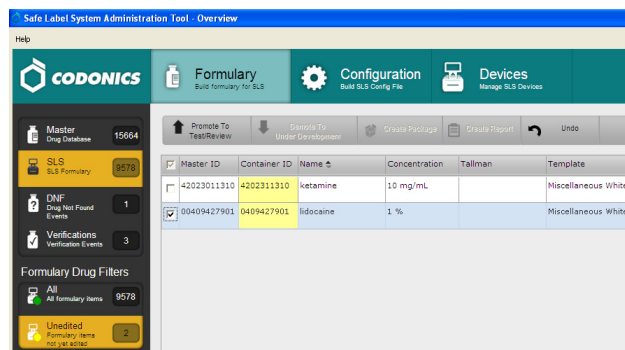 Safe Label System Administration Tool - Overview
Help
CODONICS
Formulary
Build formulary for SLS
Configuration
Build SLS Config File
Devices
Manage SLS Devices
Master
Drug Database
15664
SLS
SLS Formulary
9578
DNF
Drug Not Found
Events
1
Verifications
Verification Events
3
Formulary Drug Filters
All
All formulary items
9578
Unedited
Formulary items
not yet edited
2
Promote To
Test/Review
Demote To
Under Development
Create Package
Create Report
Undo
Master ID Container ID Name Concentration Tallman Template
42023011310 4202311310 ketamine 10 mg/mL Miscellaneous White
00409427901 0409427901 lidocaine 1 % Miscellaneous White